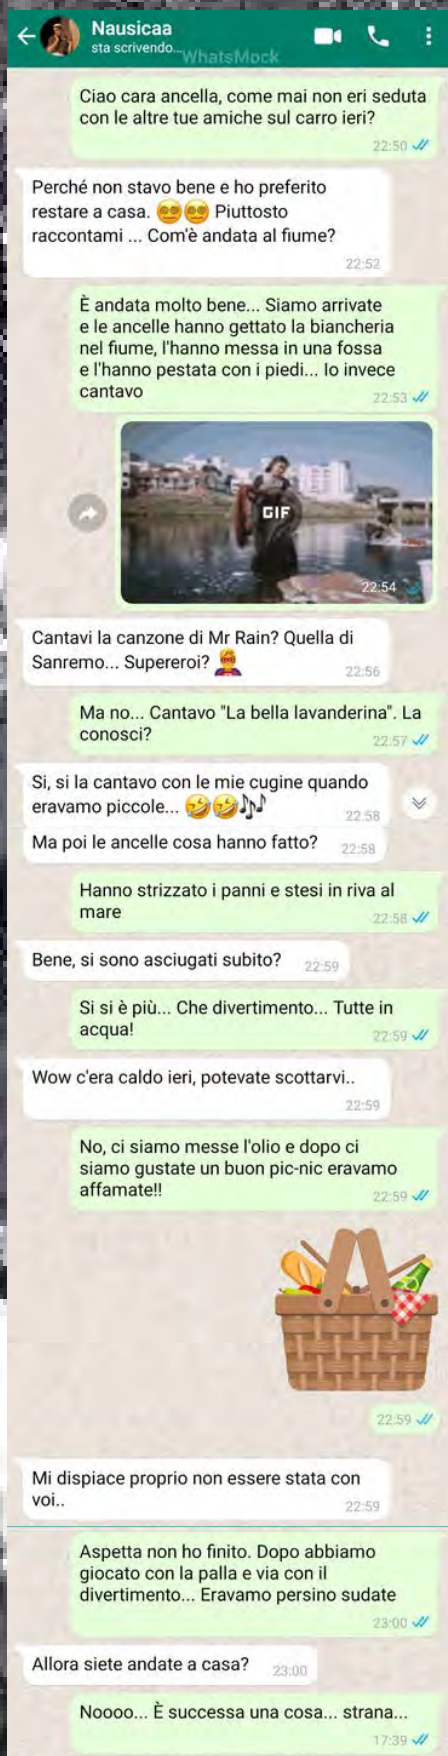 Nausicaa
sta scrivendo...
WhatsMock
Ciao cara ancella, come mai non eri seduta
con le altre tue amiche sul carro ieri?
22:50
Perché non stavo bene e ho preferito
restare a casa. 😵‍💫😵‍💫 Piuttosto
raccontami ... Com'è andata al fiume?
22:52
È andata molto bene... Siamo arrivate
e le ancelle hanno gettato la biancheria
nel fiume, l'hanno messa in una fossa
e l'hanno pestata con i piedi... Io invece
cantavo
22:53
GIF
22:54
Cantavi la canzone di Mr Rain? Quella di
Sanremo... Supereroi? 🦸
22:56
Ma no... Cantavo "La bella lavanderina". La
conosci?
22:57
Si, si la cantavo con le mie cugine quando
eravamo piccole... 🤣🤣🎶
22:58
Ma poi le ancelle cosa hanno fatto?
22:58
Hanno strizzato i panni e stesi in riva al
mare
22:58
Bene, si sono asciugati subito?
22:59
Si si è più... Che divertimento... Tutte in
acqua!
22:59
Wow c'era caldo ieri, potevate scottarvi..
22:59
No, ci siamo messe l'olio e dopo ci
siamo gustate un buon pic-nic eravamo
affamate!!
22:59
22:59
Mi dispiace proprio non essere stata con
voi..
22:59
Aspetta non ho finito. Dopo abbiamo
giocato con la palla e via con il
divertimento... Eravamo persino sudate
23:00
Allora siete andate a casa?
23:00
Noooo... È successa una cosa... strana...
17:39